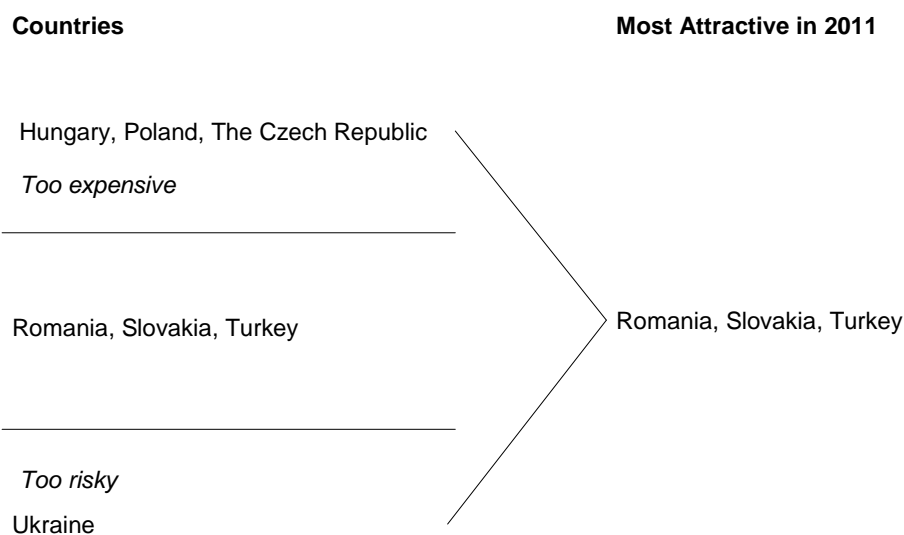 Countries
Most Attractive in 2011
Hungary, Poland, The Czech Republic
Too expensive
Romania, Slovakia, Turkey
Romania, Slovakia, Turkey
Too risky
Ukraine